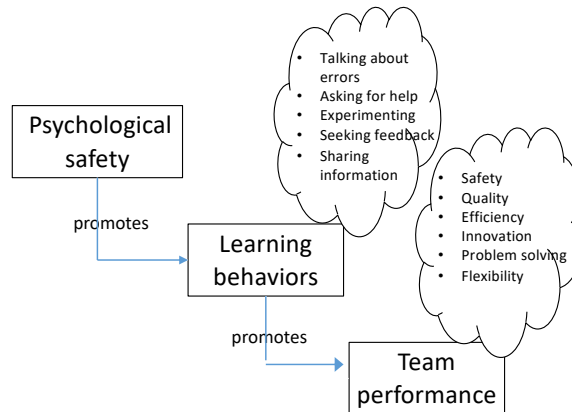 • Talking about
errors
• Asking for help
• Experimenting
• Seeking feedback
• Sharing
information
Psychological
safety
• Safety
• Quality
• Efficiency
• Innovation
• Problem solving
• Flexibility
promotes
Learning
behaviors
promotes
Team
performance